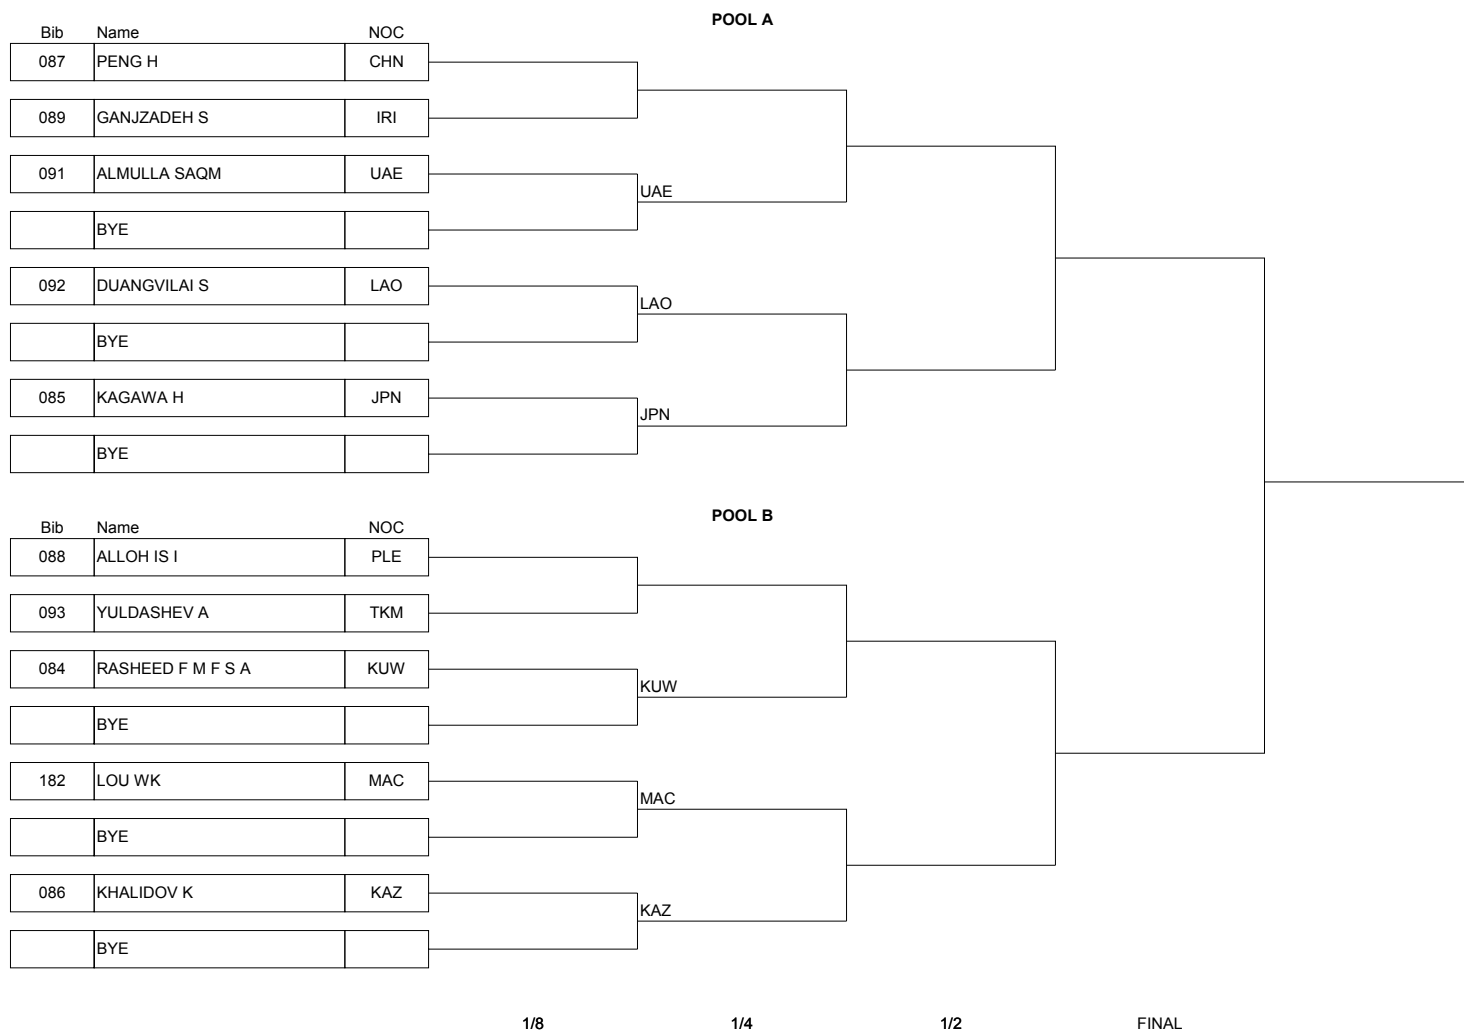 POOL A
Bib Name NOC
087 PENG H CHN
089 GANJZADEH S IRI
091 ALMULLA SAQM UAE
UAE
BYE
092 DUANGVILAI S LAO
LAO
BYE
085 KAGAWA H JPN
JPN
BYE
POOL B
Bib Name NOC
088 ALLOH IS I PLE
093 YULDASHEV A TKM
084 RASHEED F M F S A KUW
KUW
BYE
182 LOU WK MAC
MAC
BYE
086 KHALIDOV K KAZ
KAZ
BYE
1/8 1/4 1/2 FINAL